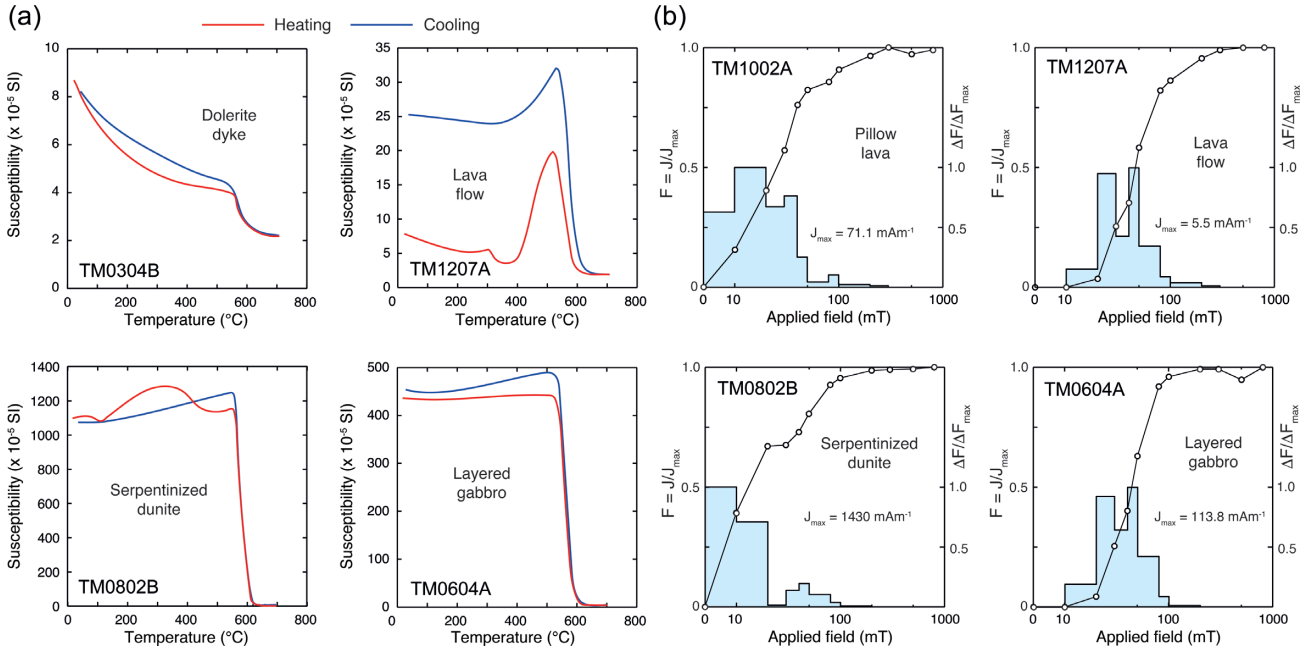 (a)
Heating
Cooling
(b)
10
8
6
4
2
0
Susceptibility (x 10⁻⁵ SI)
Dolerite
dyke
TM0304B
0 200 400 600 800
Temperature (°C)
35
30
25
20
15
10
5
0
Susceptibility (x 10⁻⁵ SI)
Lava
flow
TM1207A
0 200 400 600 800
Temperature (°C)
1.0
0.5
0
F = J/Jmax
TM1002A
Pillow
lava
Jmax = 71.1 mAm⁻¹
1.0
0.5
ΔF/ΔFmax
0 10 100 1000
Applied field (mT)
1.0
0.5
0
F = J/Jmax
TM1207A
Lava
flow
Jmax = 5.5 mAm⁻¹
1.0
0.5
ΔF/ΔFmax
0 10 100 1000
Applied field (mT)
1400
1200
1000
800
600
400
200
0
Susceptibility (x 10⁻⁵ SI)
Serpentinized
dunite
TM0802B
0 200 400 600 800
Temperature (°C)
500
400
300
200
100
0
Susceptibility (x 10⁻⁵ SI)
Layered
gabbro
TM0604A
0 200 400 600 800
Temperature (°C)
1.0
0.5
0
F = J/Jmax
TM0802B
Serpentinized
dunite
Jmax = 1430 mAm⁻¹
1.0
0.5
ΔF/ΔFmax
0 10 100 1000
Applied field (mT)
1.0
0.5
0
F = J/Jmax
TM0604A
Layered
gabbro
Jmax = 113.8 mAm⁻¹
1.0
0.5
ΔF/ΔFmax
0 10 100 1000
Applied field (mT)